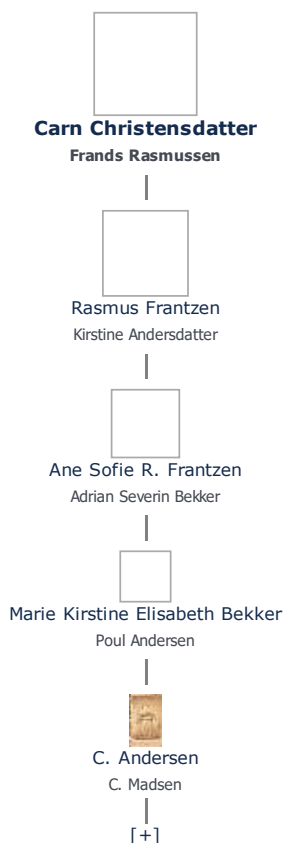 Carn Christensdatter
Frands Rasmussen
Rasmus Frantzen
Kirstine Andersdatter
Ane Sofie R. Frantzen
Adrian Severin Bekker
Marie Kirstine Elisabeth Bekker
Poul Andersen
C. Andersen
C. Madsen
[+]